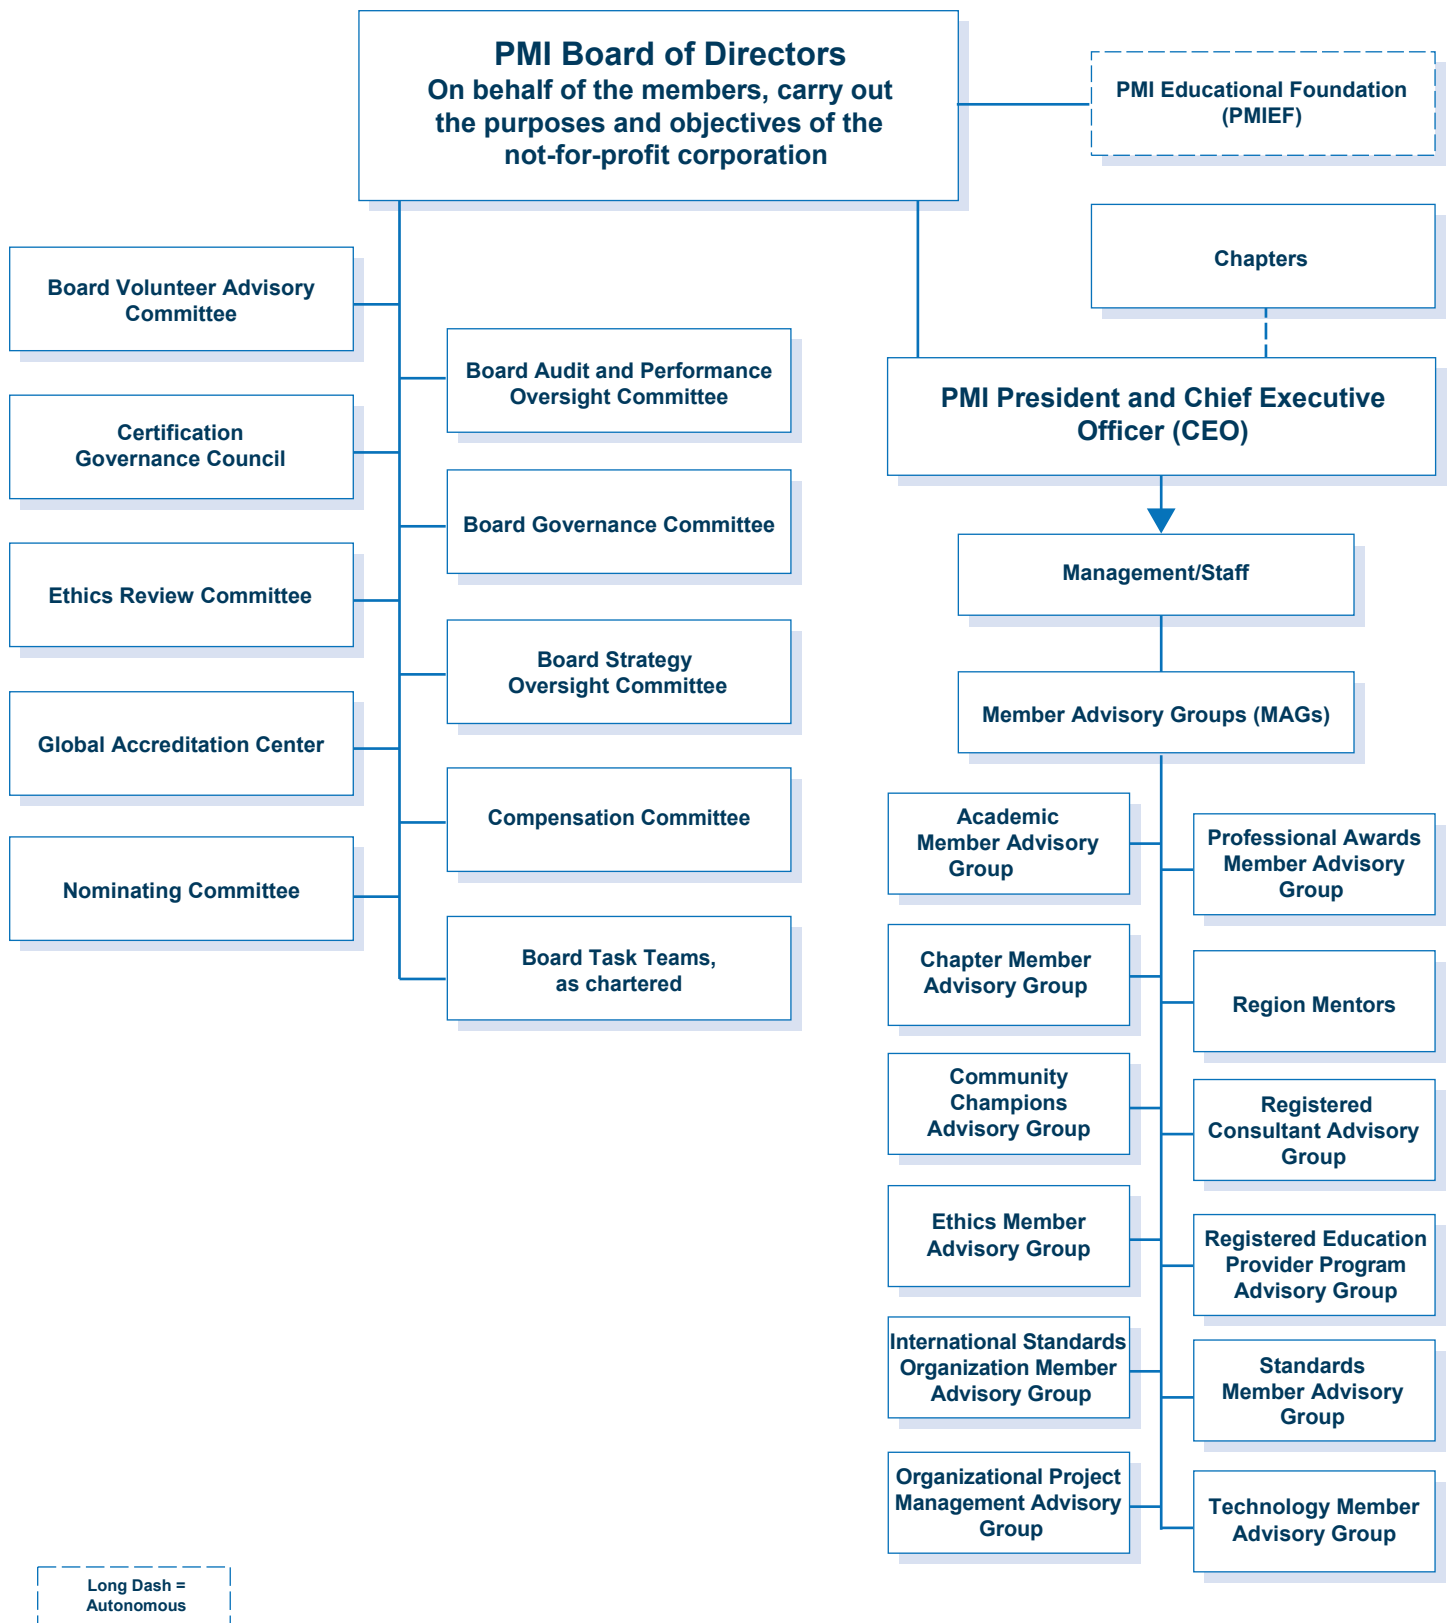 PMI Board of Directors
On behalf of the members, carry out
the purposes and objectives of the
not-for-profit corporation
PMI Educational Foundation
(PMIEF)
Chapters
Board Volunteer Advisory
Committee
Board Audit and Performance
Oversight Committee
PMI President and Chief Executive
Officer (CEO)
Certification
Governance Council
Board Governance Committee
Management/Staff
Ethics Review Committee
Board Strategy
Oversight Committee
Member Advisory Groups (MAGs)
Global Accreditation Center
Compensation Committee
Nominating Committee
Board Task Teams,
as chartered
Academic
Member Advisory
Group
Professional Awards
Member Advisory
Group
Chapter Member
Advisory Group
Region Mentors
Community
Champions
Advisory Group
Registered
Consultant Advisory
Group
Ethics Member
Advisory Group
Registered Education
Provider Program
Advisory Group
International Standards
Organization Member
Advisory Group
Standards
Member Advisory
Group
Organizational Project
Management Advisory
Group
Technology Member
Advisory Group
Long Dash =
Autonomous